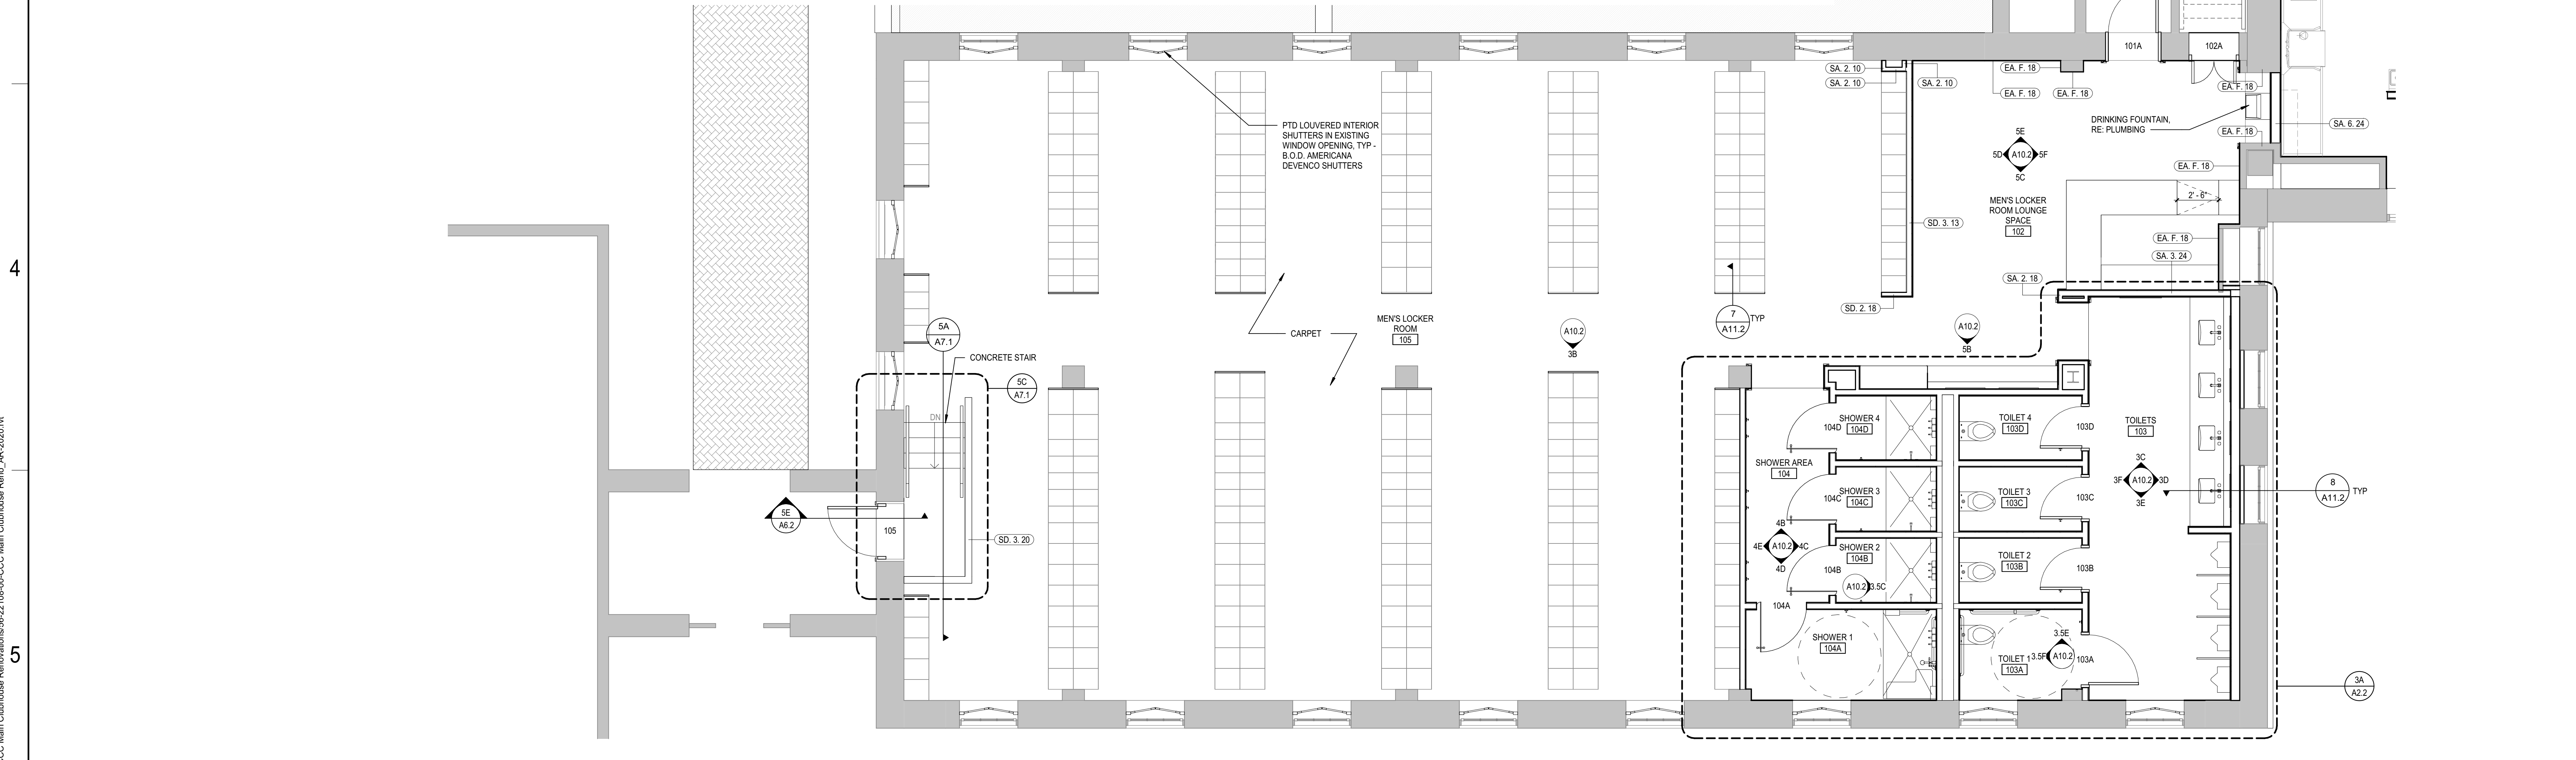 101A
102A
SA. 2. 10
SA. 2. 10
SA. 2. 10
EA. F. 18
EA. F. 18
EA. F. 18
EA. F. 18
DRINKING FOUNTAIN,
RE: PLUMBING
EA. F. 18
SA. 6. 24
PTD LOUVERED INTERIOR
SHUTTERS IN EXISTING
WINDOW OPENING, TYP -
B.O.D. AMERICANA
DEVENCO SHUTTERS
5E
5D
A10.2
5F
5C
EA. F. 18
2' - 6"
MEN'S LOCKER
ROOM LOUNGE
SPACE
102
SD. 3. 13
EA. F. 18
SA. 3. 24
4
SA. 2. 18
SD. 2. 18
7
A11.2
TYP
5A
A7.1
MEN'S LOCKER
ROOM
105
CARPET
A10.2
3B
A10.2
5B
CONCRETE STAIR
5C
A7.1
DN
SHOWER 4
104D
104D
TOILET 4
103D
103D
TOILETS
103
SHOWER AREA
104
SHOWER 3
104C
104C
TOILET 3
103C
103C
3C
3F
A10.2
3D
3E
8
A11.2
TYP
5E
A6.2
105
SD. 3. 20
4B
4E
A10.2
4C
4D
SHOWER 2
104B
104B
A10.2
3.5C
TOILET 2
103B
103B
104A
SHOWER 1
104A
TOILET 1
103A
3.5E
3.5F
A10.2
103A
5
3A
A2.2